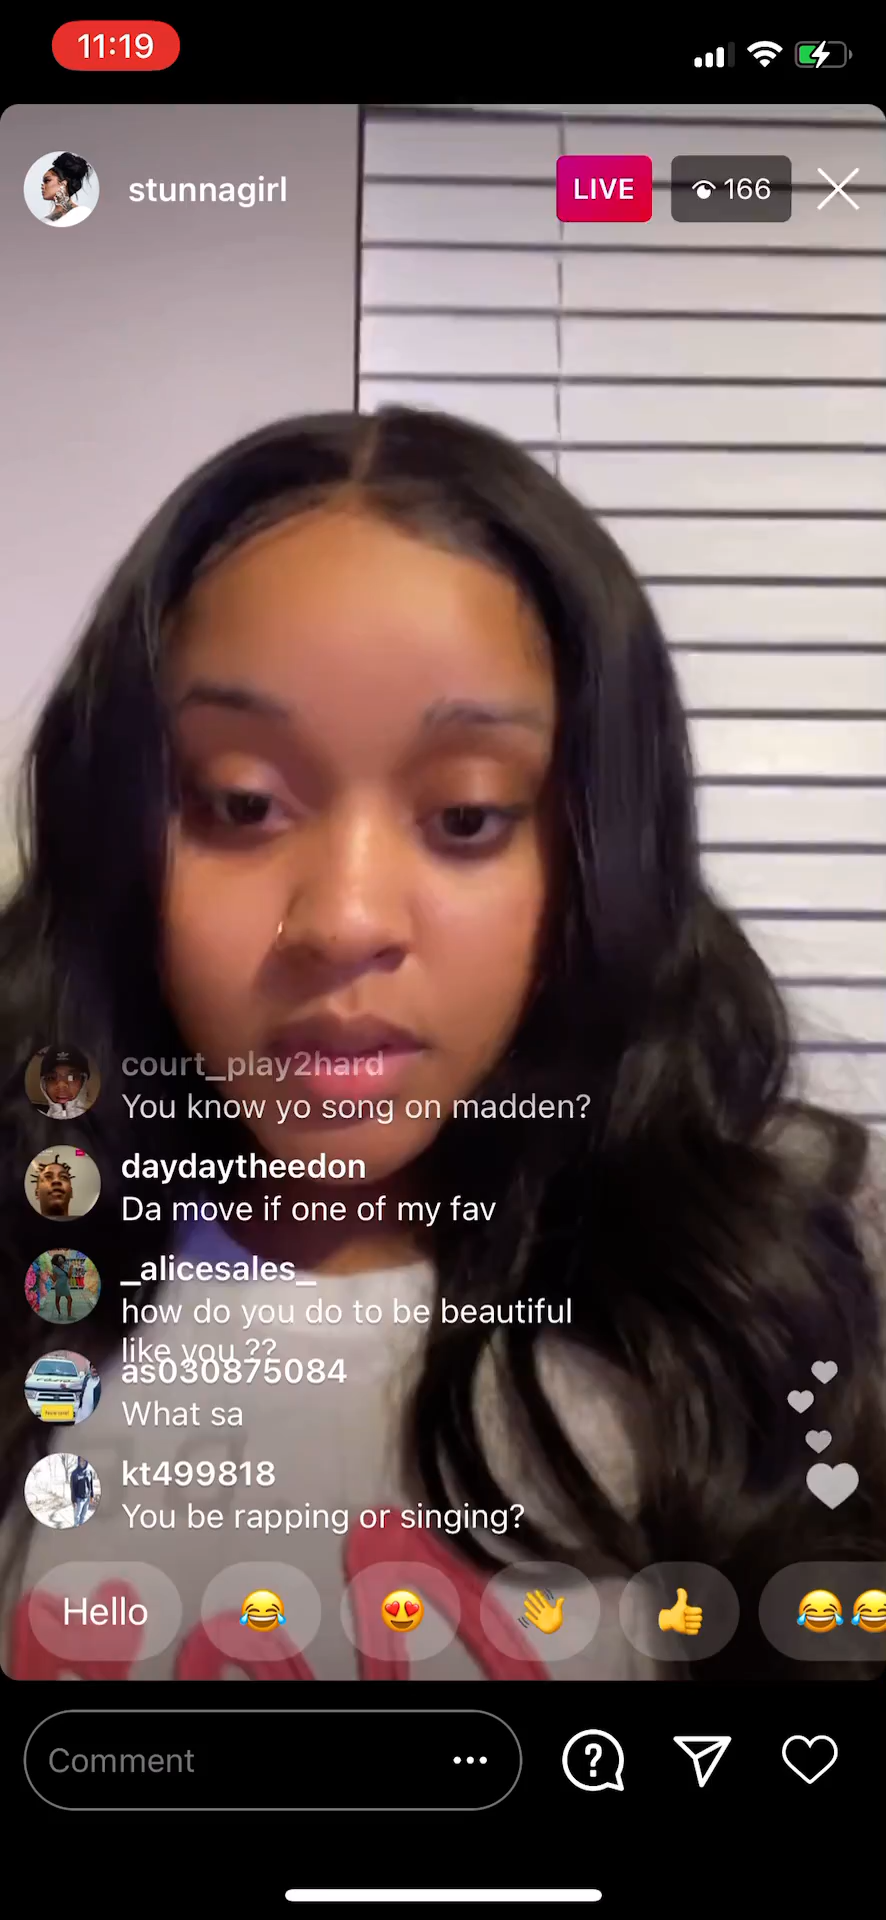 11:19
stunnagirl
LIVE
166
court_play2hard
You know yo song on madden?
daydaytheedon
Da move if one of my fav
_alicesales_
how do you do to be beautiful
like you ??
as030875084
What sa
kt499818
You be rapping or singing?
Hello
Comment